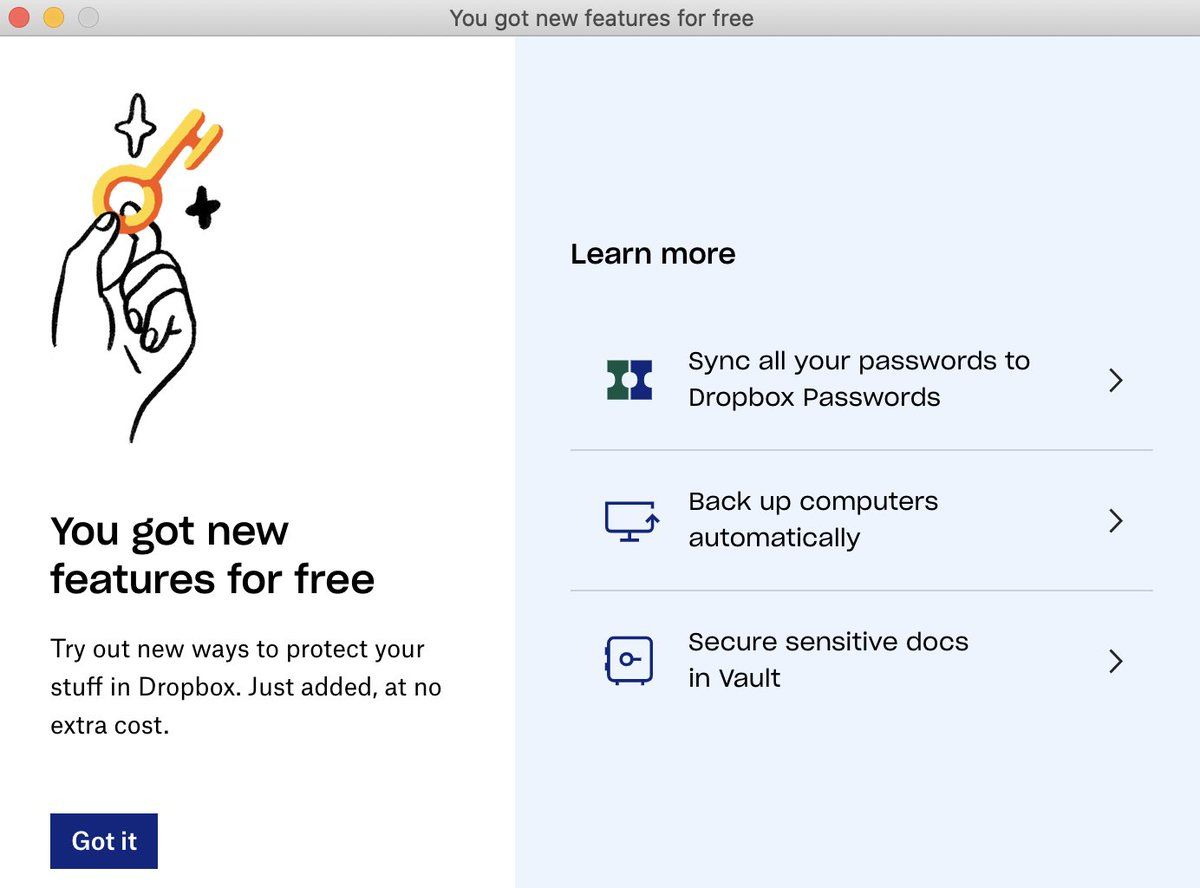 You got new features for free
You got new
features for free
Try out new ways to protect your
stuff in Dropbox. Just added, at no
extra cost.
Got it
Learn more
Sync all your passwords to
Dropbox Passwords
Back up computers
automatically
Secure sensitive docs
in Vault